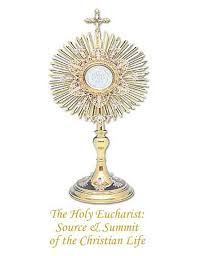 The Holy Eucharist:
Source & Summit
of the Christian Life